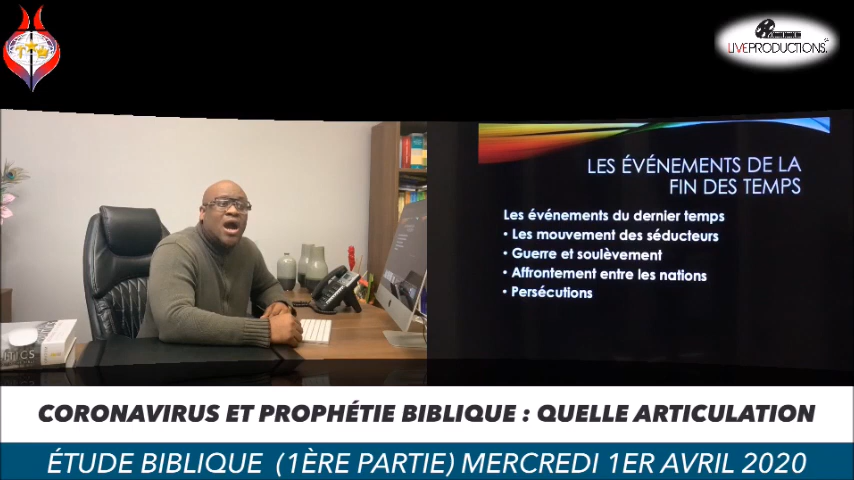 LIVEPRODUCTIONS
LES ÉVÉNEMENTS DE LA
FIN DES TEMPS
Les événements du dernier temps
• Les mouvement des séducteurs
• Guerre et soulèvement
• Affrontement entre les nations
• Persécutions
CORONAVIRUS ET PROPHÉTIE BIBLIQUE : QUELLE ARTICULATION
ÉTUDE BIBLIQUE (1ÈRE PARTIE) MERCREDI 1ER AVRIL 2020